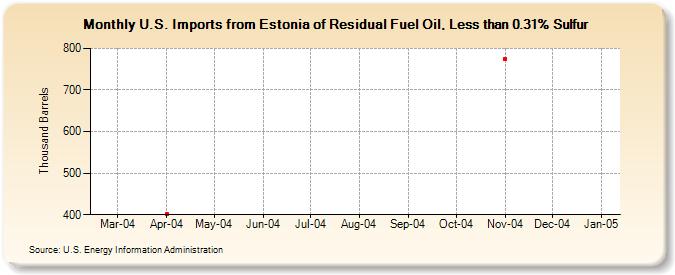 Monthly U.S. Imports from Estonia of Residual Fuel Oil, Less than 0.31% Sulfur
Thousand Barrels
800
700
600
500
400
Mar-04 Apr-04 May-04 Jun-04 Jul-04 Aug-04 Sep-04 Oct-04 Nov-04 Dec-04 Jan-05
Source: U.S. Energy Information Administration